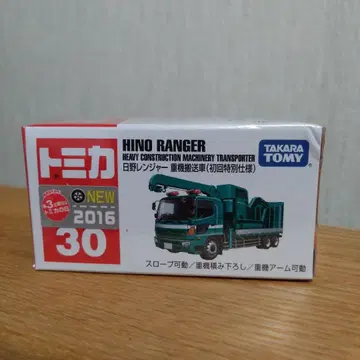 トミカ
HINO RANGER
HEAVY CONSTRUCTION MACHINERY TRANSPORTER
日野レンジャー 重機搬送車(初回特別仕様)
TAKARA
TOMY
NEW
2016
30
スロープ可動/重機積み下ろし/重機アーム可動